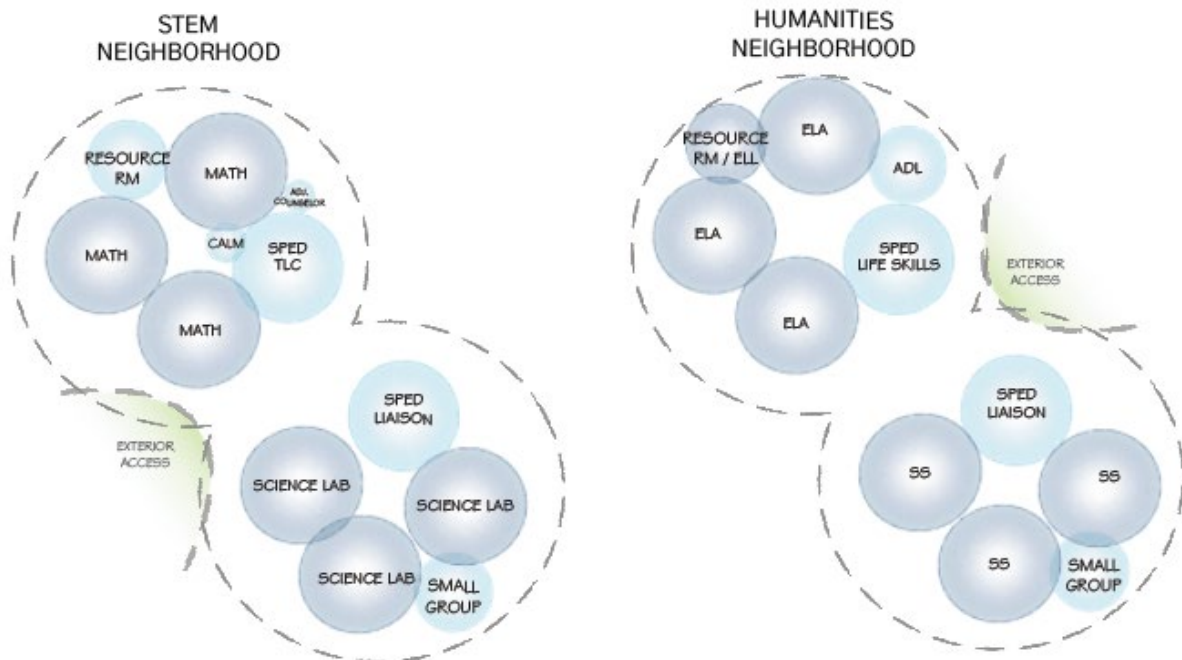 STEM
NEIGHBORHOOD
RESOURCE
RM
MATH
ADJ.
COUNSELOR
CALM
SPED
TLC
MATH
MATH
EXTERIOR
ACCESS
SPED
LIAISON
SCIENCE LAB
SCIENCE LAB
SCIENCE LAB
SMALL
GROUP
HUMANITIES
NEIGHBORHOOD
RESOURCE
RM / ELL
ELA
ADL
ELA
SPED
LIFE SKILLS
ELA
EXTERIOR
ACCESS
SPED
LIAISON
SS
SS
SS
SMALL
GROUP